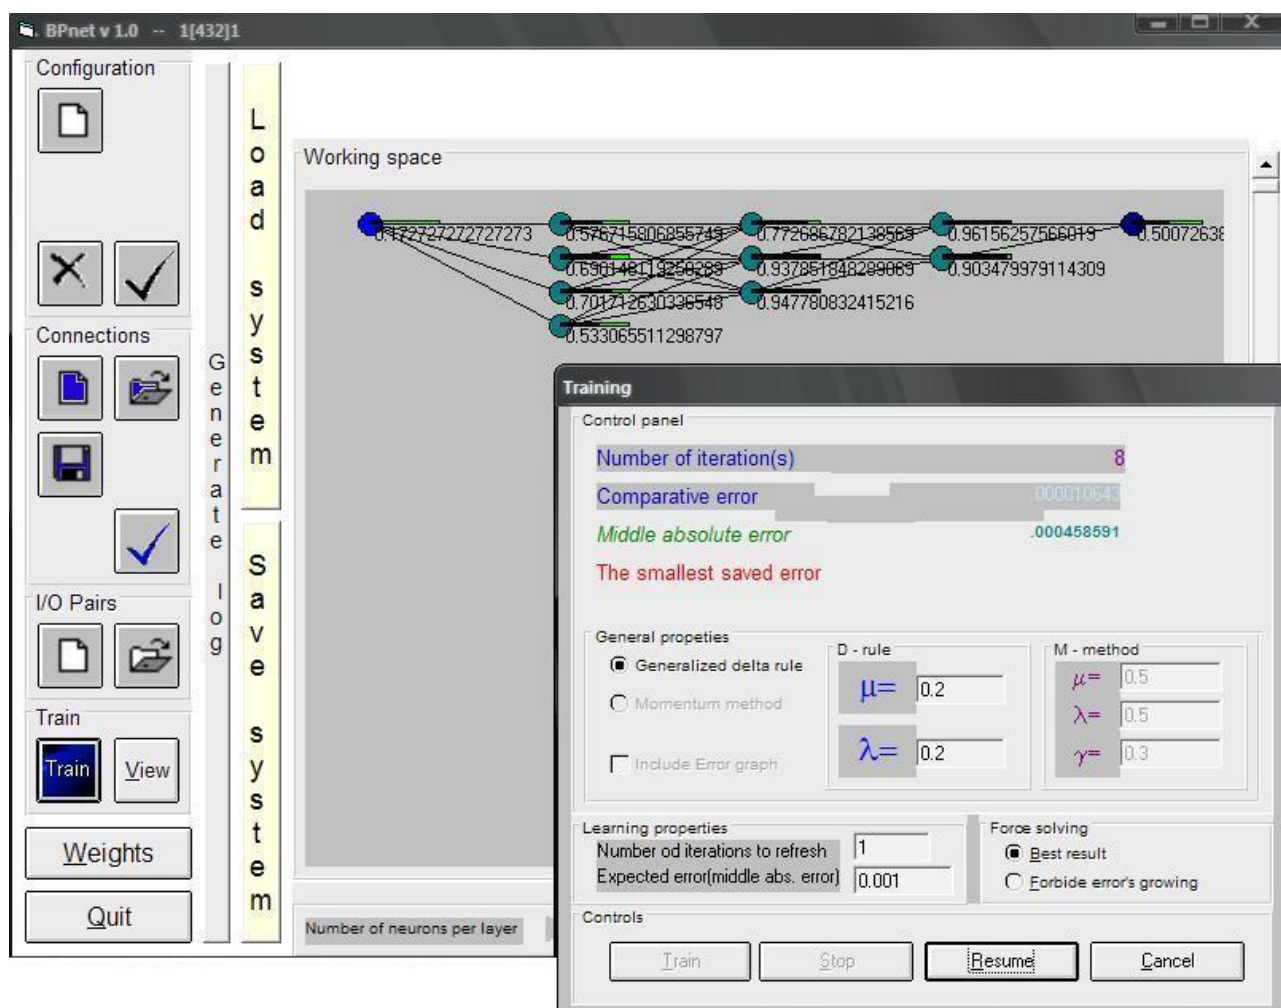 BPnet v 1.0 -- 1[432]1
Configuration
Connections
I/O Pairs
Train
Train
View
Weights
Quit
Generate log
Load system
Save system
Working space
0.172727272727273 0.576715806855749 0.772686782138569 0.96156257566019 0.50072638
0.690148119250289 0.937851848289089 0.903479979114309
0.701712630336548 0.947780832415216
0.533065511298797
Number of neurons per layer
Training
Control panel
Number of iteration(s) 8
Comparative error .000010643
Middle absolute error .000458591
The smallest saved error
General propeties
Generalized delta rule
Momentum method
Include Error graph
D - rule
μ= 0.2
λ= 0.2
M - method
μ= 0.5
λ= 0.5
γ= 0.3
Learning properties
Number od iterations to refresh 1
Expected error(middle abs. error) 0.001
Force solving
Best result
Forbide error's growing
Controls
Train Stop Resume Cancel